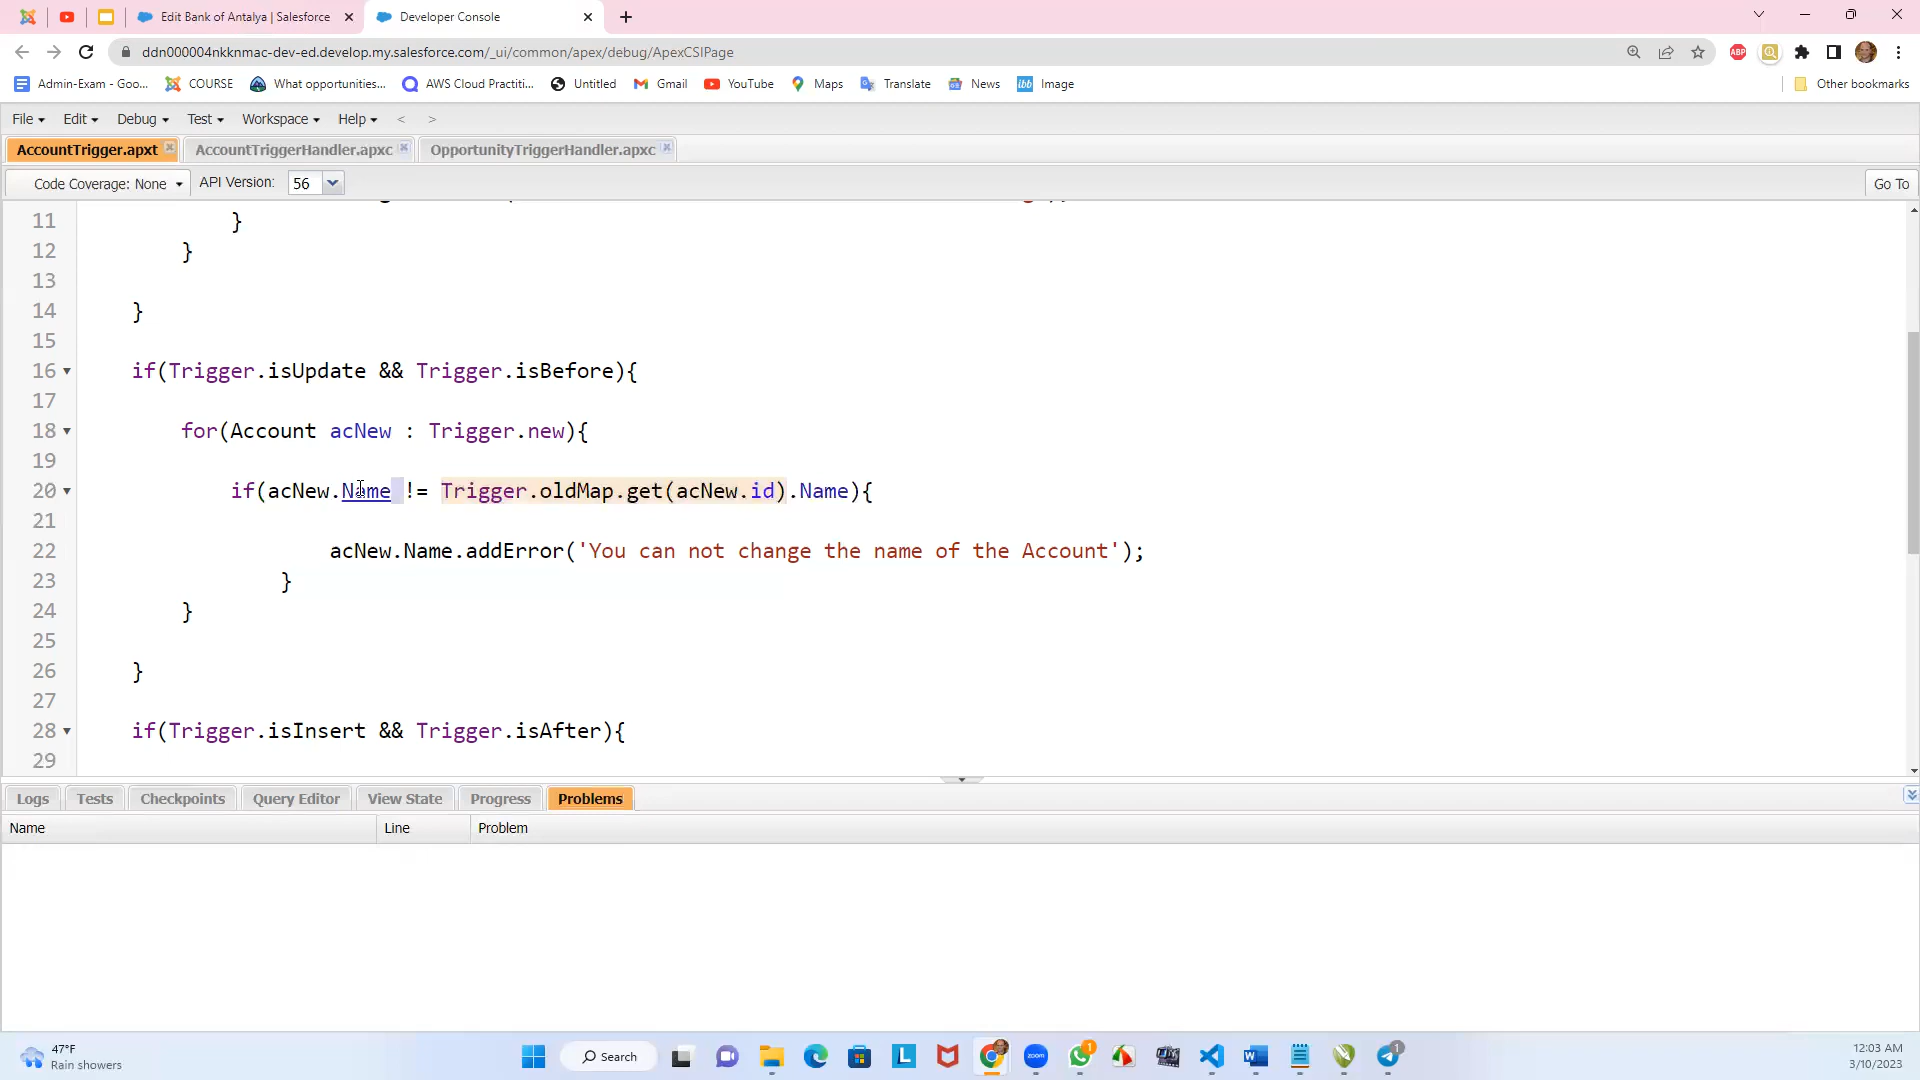 Edit Bank of Antalya | Salesforce
Developer Console
ddn000004nkknmac-dev-ed.develop.my.salesforce.com/_ui/common/apex/debug/ApexCSIPage
Admin-Exam - Goo...
COURSE
What opportunities...
AWS Cloud Practiti...
Untitled
Gmail
YouTube
Maps
Translate
News
Image
Other bookmarks
File
Edit
Debug
Test
Workspace
Help
<
>
AccountTrigger.apxt
AccountTriggerHandler.apxc
OpportunityTriggerHandler.apxc
Code Coverage: None
API Version:
56
Go To
11 }
12 }
13
14 }
15
16 if(Trigger.isUpdate && Trigger.isBefore){
17
18 for(Account acNew : Trigger.new){
19
20 if(acNew.Name != Trigger.oldMap.get(acNew.id).Name){
21
22 acNew.Name.addError('You can not change the name of the Account');
23 }
24 }
25
26 }
27
28 if(Trigger.isInsert && Trigger.isAfter){
29
Logs
Tests
Checkpoints
Query Editor
View State
Progress
Problems
Name
Line
Problem
47°F
Rain showers
Search
zoom
1
1
12:03 AM
3/10/2023